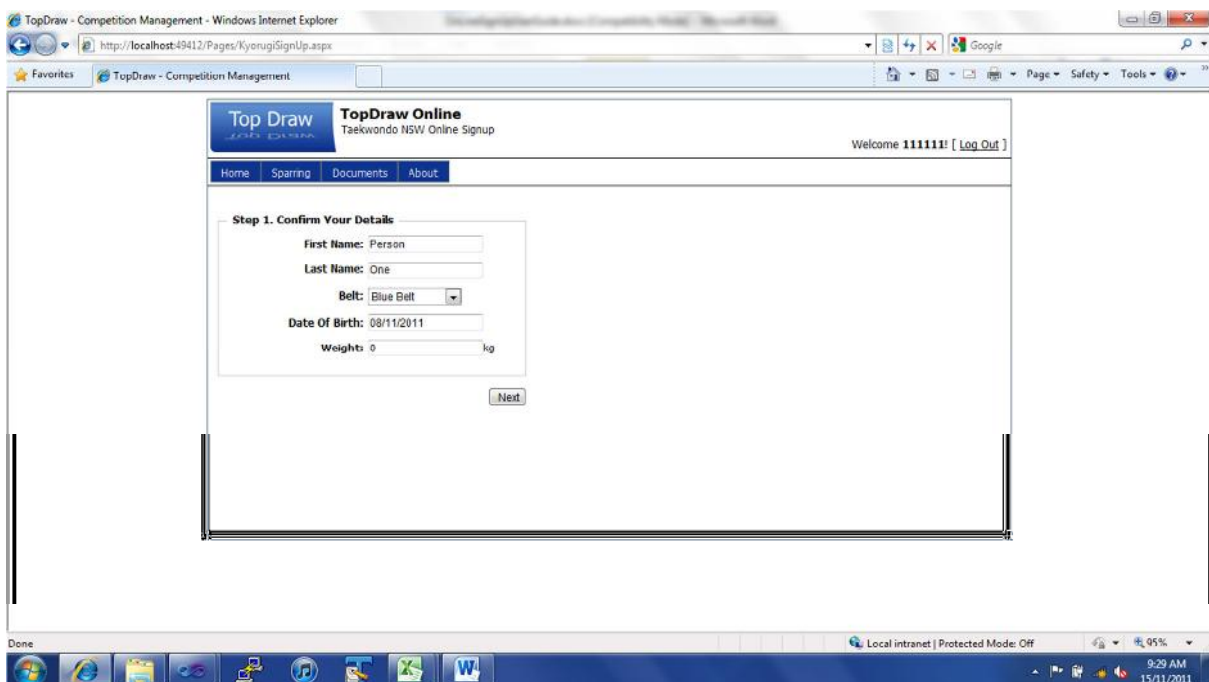 TopDraw - Competition Management - Windows Internet Explorer
http://localhost:49412/Pages/KyorugiSignUp.aspx
Google
Favorites
TopDraw - Competition Management
Page
Safety
Tools
Top Draw
TopDraw Online
Taekwondo NSW Online Signup
Welcome 111111! [ Log Out ]
Home
Sparring
Documents
About
Step 1. Confirm Your Details
First Name: Person
Last Name: One
Belt: Blue Belt
Date Of Birth: 08/11/2011
Weight: 0 kg
Next
Done
Local intranet | Protected Mode: Off
95%
9:29 AM
15/11/2011